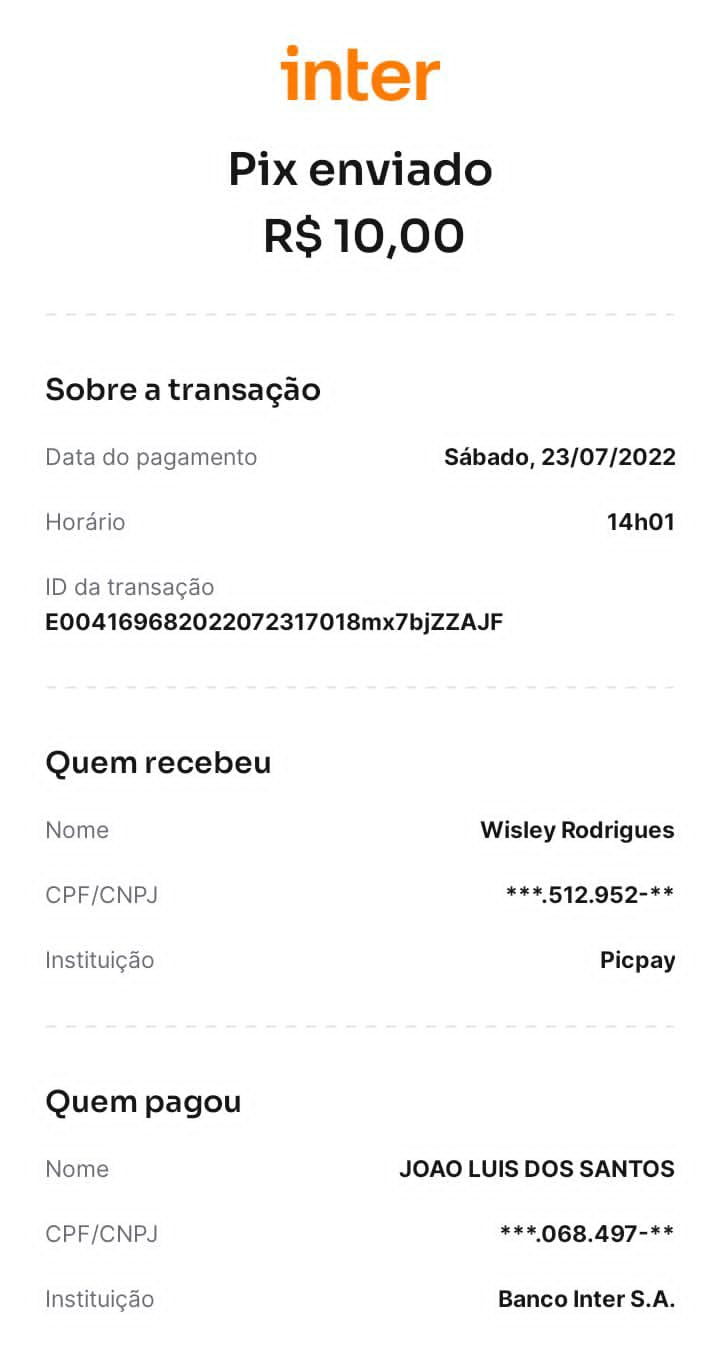 inter
Pix enviado
R$ 10,00
Sobre a transação
Data do pagamento Sábado, 23/07/2022
Horário 14h01
ID da transação
E004169682022072317018mx7bjZZAJF
Quem recebeu
Nome Wisley Rodrigues
CPF/CNPJ ***.512.952-**
Instituição Picpay
Quem pagou
Nome JOAO LUIS DOS SANTOS
CPF/CNPJ ***.068.497-**
Instituição Banco Inter S.A.